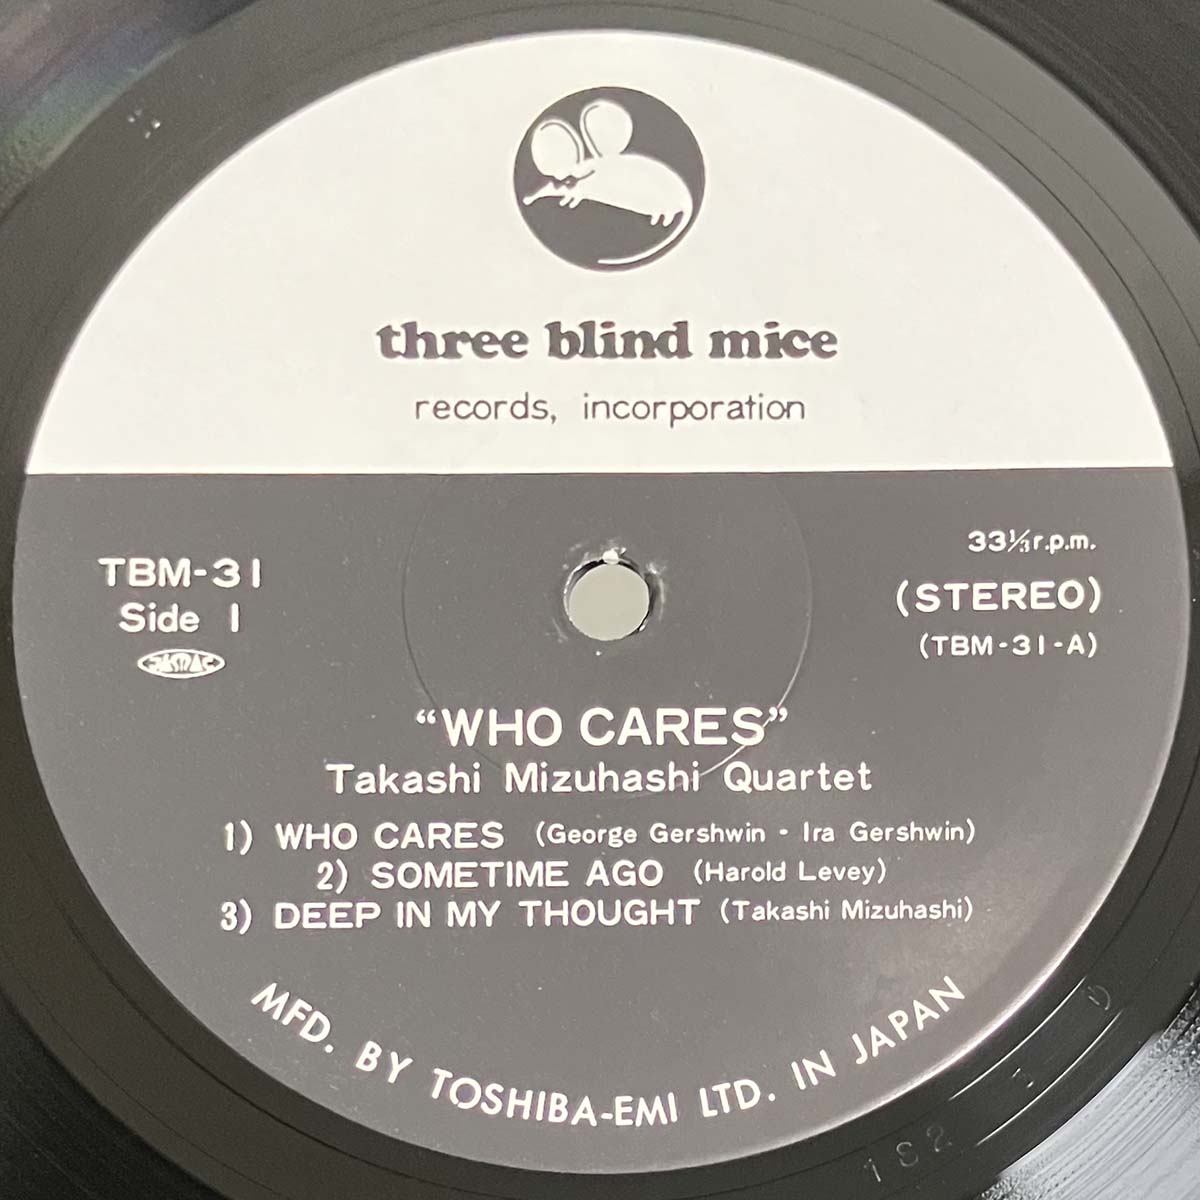 three blind mice
records, incorporation
TBM-31
Side 1
JASRAC
33⅓r.p.m.
(STEREO)
(TBM-31-A)
“WHO CARES”
Takashi Mizuhashi Quartet
1) WHO CARES (George Gershwin · Ira Gershwin)
2) SOMETIME AGO (Harold Levey)
3) DEEP IN MY THOUGHT (Takashi Mizuhashi)
MFD. BY TOSHIBA-EMI LTD. IN JAPAN